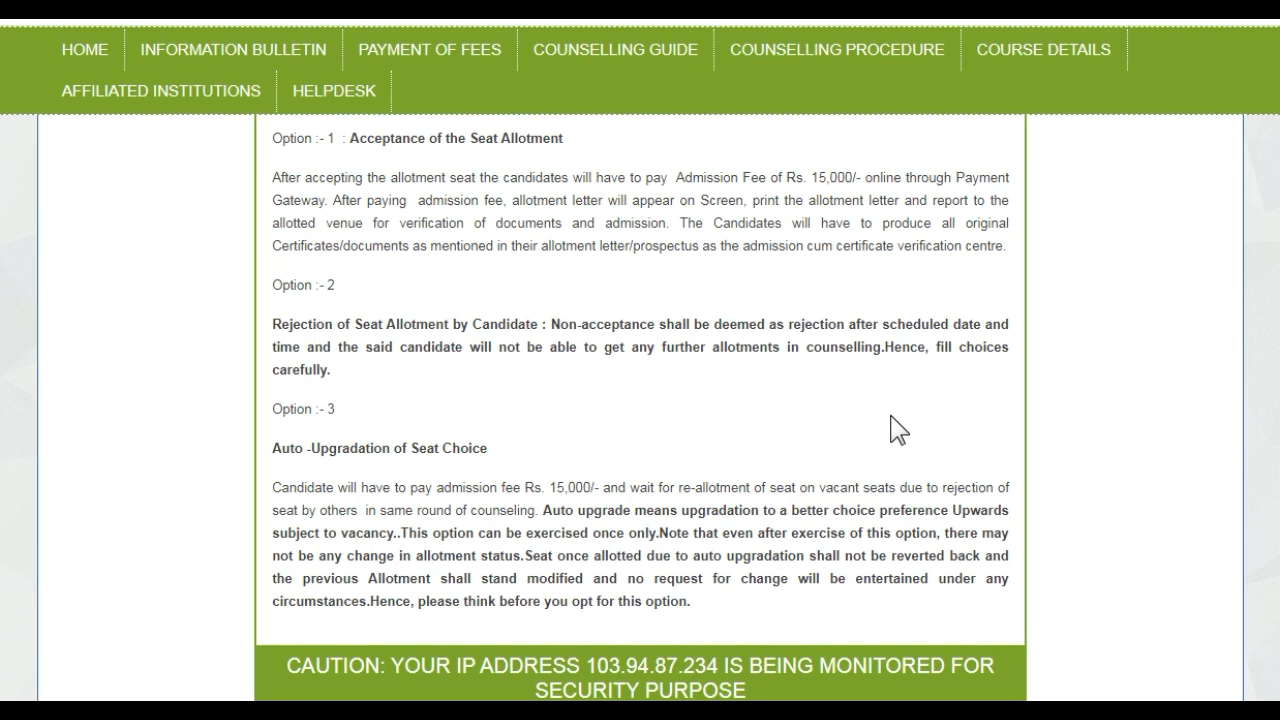 HOME INFORMATION BULLETIN PAYMENT OF FEES COUNSELLING GUIDE COUNSELLING PROCEDURE COURSE DETAILS
AFFILIATED INSTITUTIONS HELPDESK
Option :- 1 : Acceptance of the Seat Allotment
After accepting the allotment seat the candidates will have to pay Admission Fee of Rs. 15,000/- online through Payment
Gateway. After paying admission fee, allotment letter will appear on Screen, print the allotment letter and report to the
allotted venue for verification of documents and admission. The Candidates will have to produce all original
Certificates/documents as mentioned in their allotment letter/prospectus as the admission cum certificate verification centre.
Option :- 2
Rejection of Seat Allotment by Candidate : Non-acceptance shall be deemed as rejection after scheduled date and
time and the said candidate will not be able to get any further allotments in counselling.Hence, fill choices
carefully.
Option :- 3
Auto -Upgradation of Seat Choice
Candidate will have to pay admission fee Rs. 15,000/- and wait for re-allotment of seat on vacant seats due to rejection of
seat by others in same round of counseling. Auto upgrade means upgradation to a better choice preference Upwards
subject to vacancy..This option can be exercised once only.Note that even after exercise of this option, there may
not be any change in allotment status.Seat once allotted due to auto upgradation shall not be reverted back and
the previous Allotment shall stand modified and no request for change will be entertained under any
circumstances.Hence, please think before you opt for this option.
CAUTION: YOUR IP ADDRESS 103.94.87.234 IS BEING MONITORED FOR
SECURITY PURPOSE